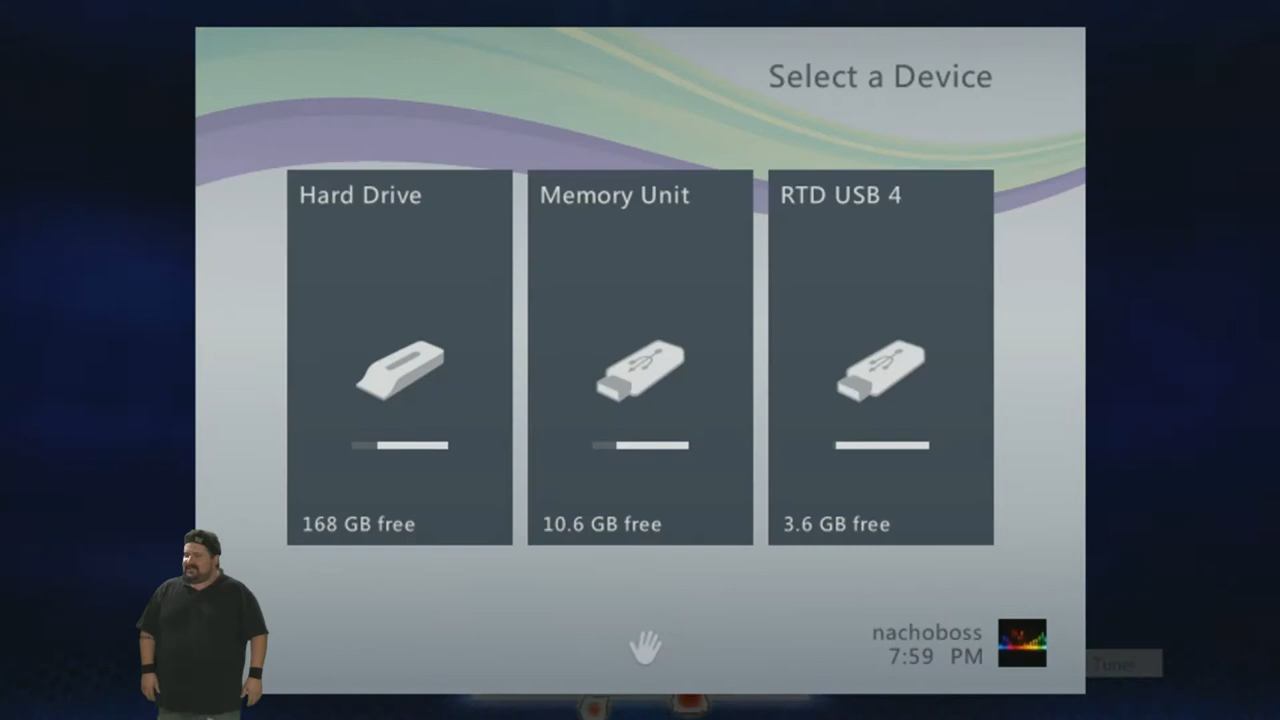 Select a Device
Hard Drive
Memory Unit
RTD USB 4
168 GB free
10.6 GB free
3.6 GB free
nachoboss
7:59 PM
Tuner